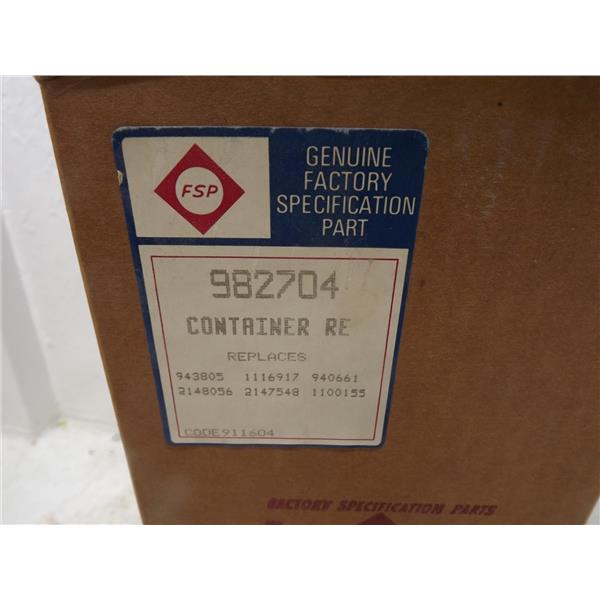 FSP
GENUINE
FACTORY
SPECIFICATION
PART
982704
CONTAINER RE
REPLACES
943805 1116917 940661
2148056 2147548 1100155
CODE911604
FACTORY SPECIFICATION PARTS